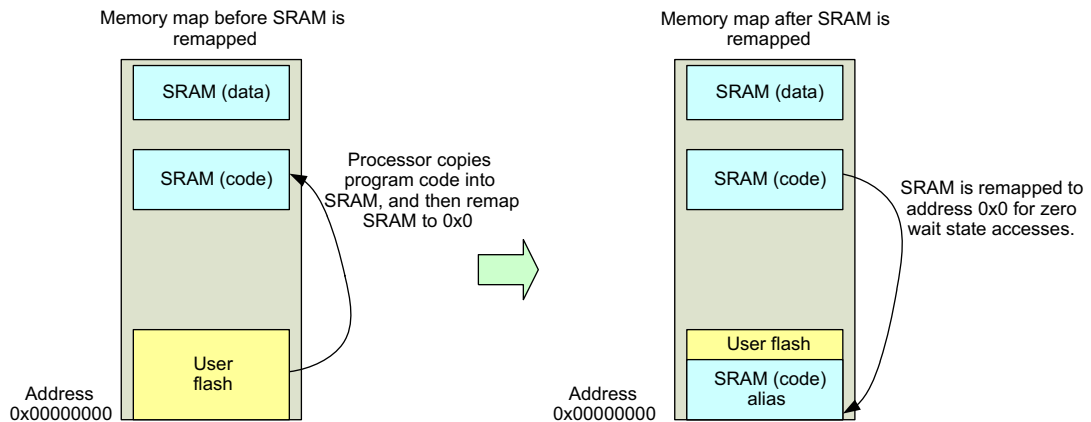 Memory map before SRAM is
remapped
SRAM (data)
SRAM (code)
User
flash
Address
0x00000000
Processor copies
program code into
SRAM, and then remap
SRAM to 0x0
Memory map after SRAM is
remapped
SRAM (data)
SRAM (code)
User flash
SRAM (code)
alias
Address
0x00000000
SRAM is remapped to
address 0x0 for zero
wait state accesses.